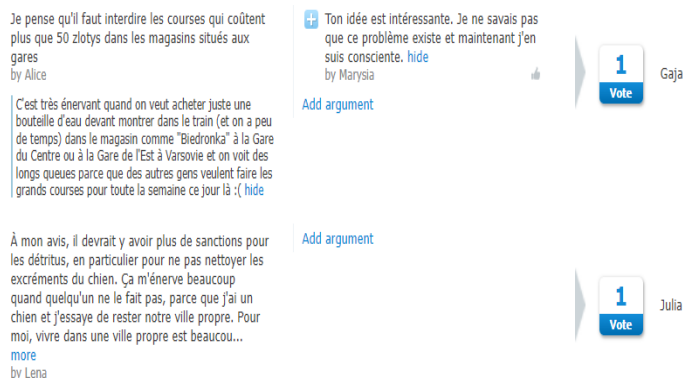 Je pense qu'il faut interdire les courses qui coûtent
plus que 50 zlotys dans les magasins situés aux
gares
by Alice
C'est très énervant quand on veut acheter juste une
bouteille d'eau devant montrer dans le train (et on a peu
de temps) dans le magasin comme "Biedronka" à la Gare
du Centre ou à la Gare de l'Est à Varsovie et on voit des
longs queues parce que des autres gens veulent faire les
grands courses pour toute la semaine ce jour là :( hide
Ton idée est intéressante. Je ne savais pas
que ce problème existe et maintenant j'en
suis consciente. hide
by Marysia
Add argument
1
Vote
Gaja
À mon avis, il devrait y avoir plus de sanctions pour
les détritus, en particulier pour ne pas nettoyer les
excréments du chien. Ça m'énerve beaucoup
quand quelqu'un ne le fait pas, parce que j'ai un
chien et j'essaye de rester notre ville propre. Pour
moi, vivre dans une ville propre est beaucou...
more
by Lena
Add argument
1
Vote
Julia